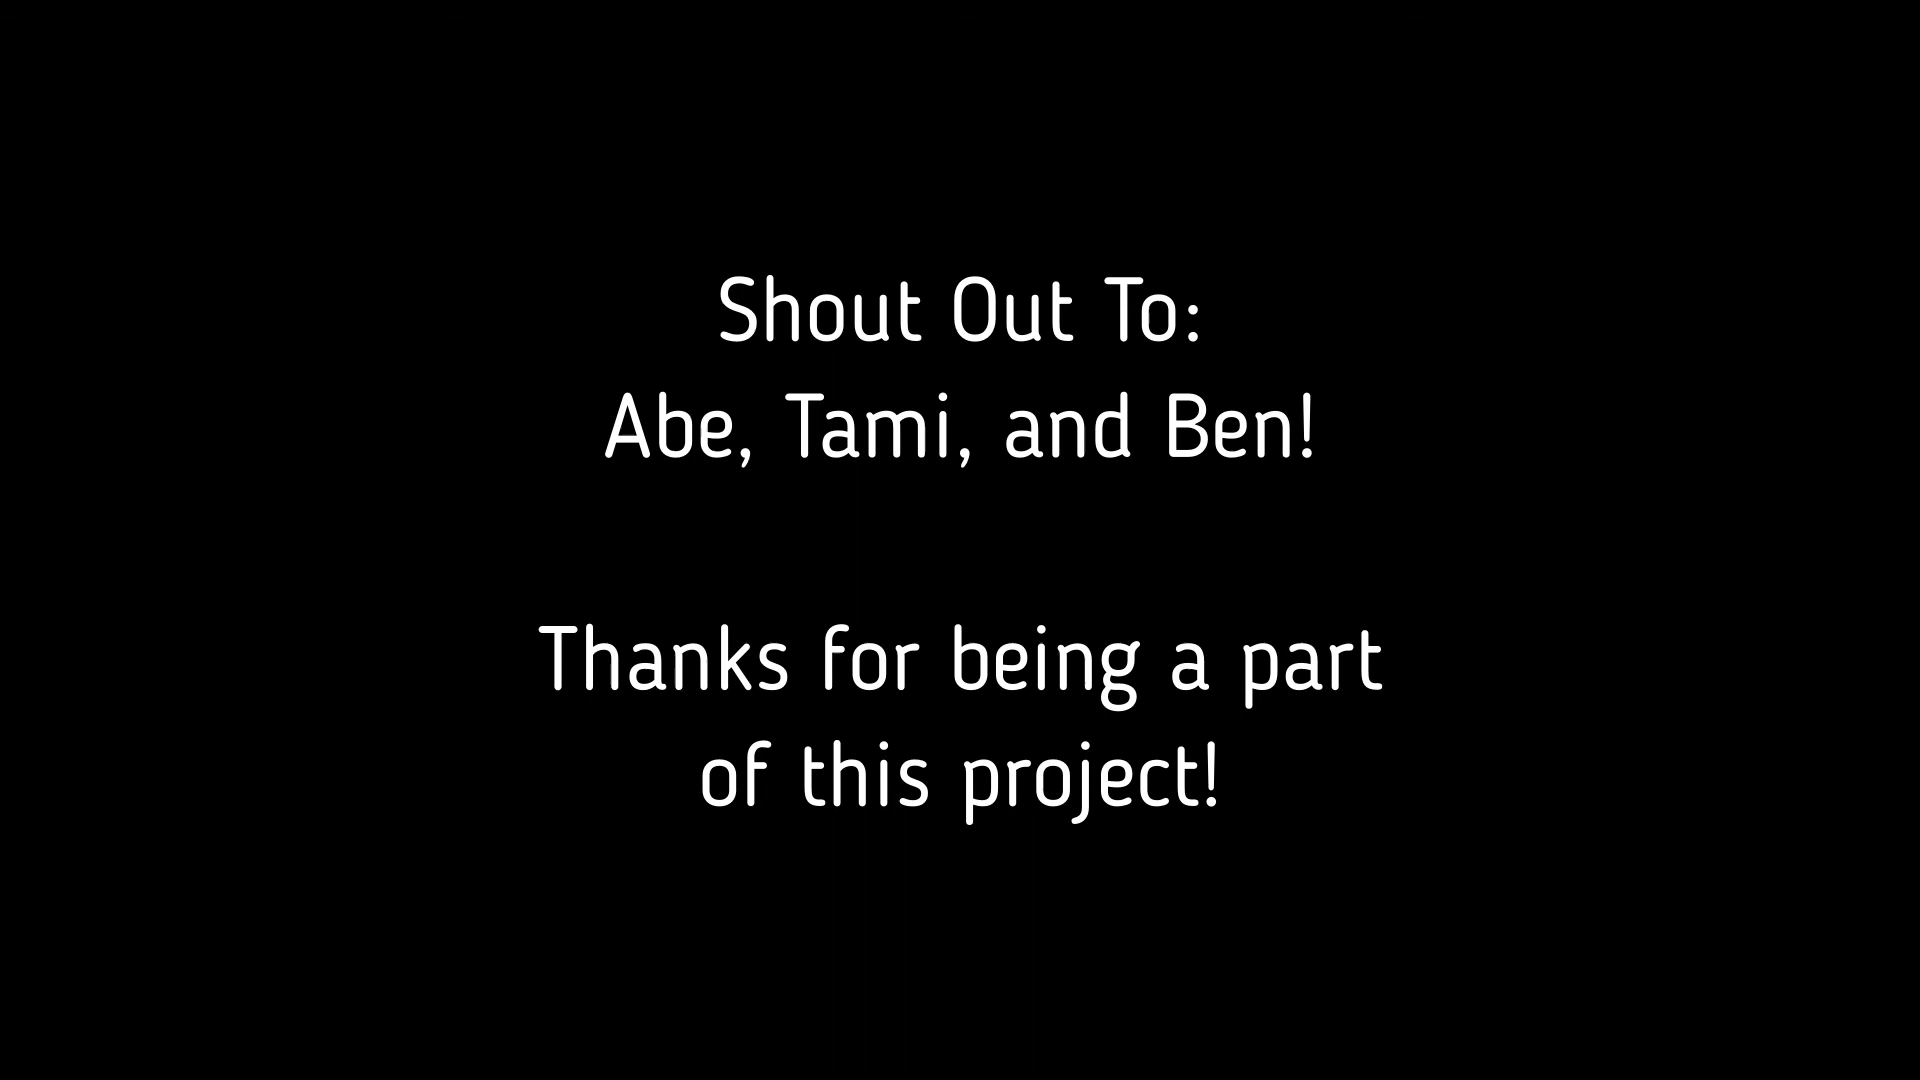 Shout Out To:
Abe, Tami, and Ben!
Thanks for being a part
of this project!